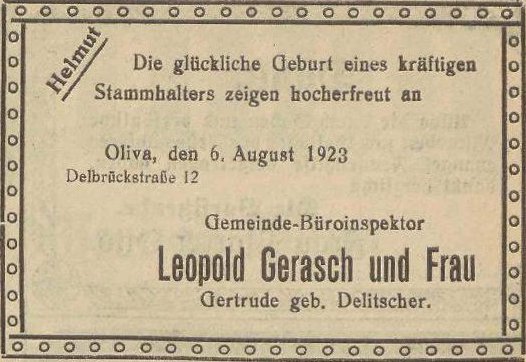 Helmut
Die glückliche Geburt eines kräftigen
Stammhalters zeigen hocherfreut an
Oliva, den 6. August 1923
Delbrückstraße 12
Gemeinde-Büroinspektor
Leopold Gerasch und Frau
Gertrude geb. Delitscher.